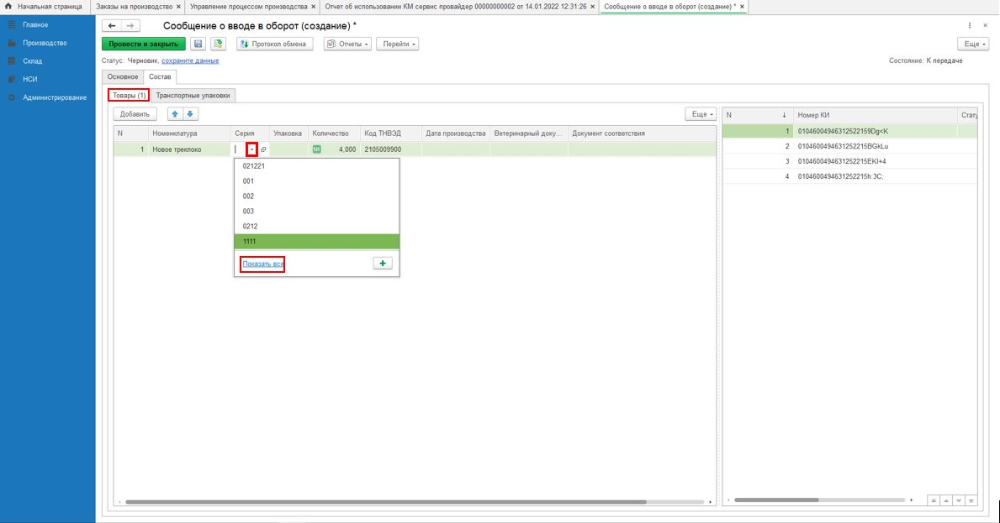 Начальная страница
Заказы на производство ×
Управление процессом производства ×
Отчет об использовании КМ сервис провайдер 00000000002 от 14.01.2022 12:31:26 ×
Сообщение о вводе в оборот (создание) * ×
Главное
Производство
Склад
НСИ
Администрирование
Сообщение о вводе в оборот (создание) *
Провести и закрыть
Протокол обмена
Отчеты
Перейти
Еще
Статус: Черновик, сохраните данные
Состояние: К передаче
Основное
Состав
Товары (1)
Транспортные упаковки
Добавить
Еще
N Номенклатура Серия Упаковка Количество Код ТНВЭД Дата производства Ветеринарный доку... Документ соответствия
1 Новое треклоко № 4,000 2105009900
021221
001
002
003
0212
1111
Показать все
N ↓ Номер КИ Стату
1 01046004946312522159Dg<K
2 0104600494631252215BGkLu
3 0104600494631252215EKI+4
4 0104600494631252215h:3C;